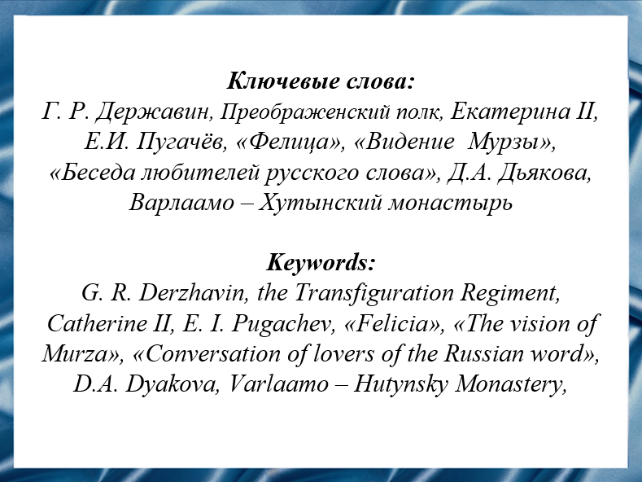 Ключевые слова:
Г. Р. Державин, Преображенский полк, Екатерина II,
Е.И. Пугачёв, «Фелица», «Видение  Мурзы»,
«Беседа любителей русского слова», Д.А. Дьякова,
Варлаамо – Хутынский монастырь
Keywords:
G. R. Derzhavin, the Transfiguration Regiment,
Catherine II, E. I. Pugachev, «Felicia», «The vision of
Murza», «Conversation of lovers of the Russian word»,
D.A. Dyakova, Varlaamo – Hutynsky Monastery,